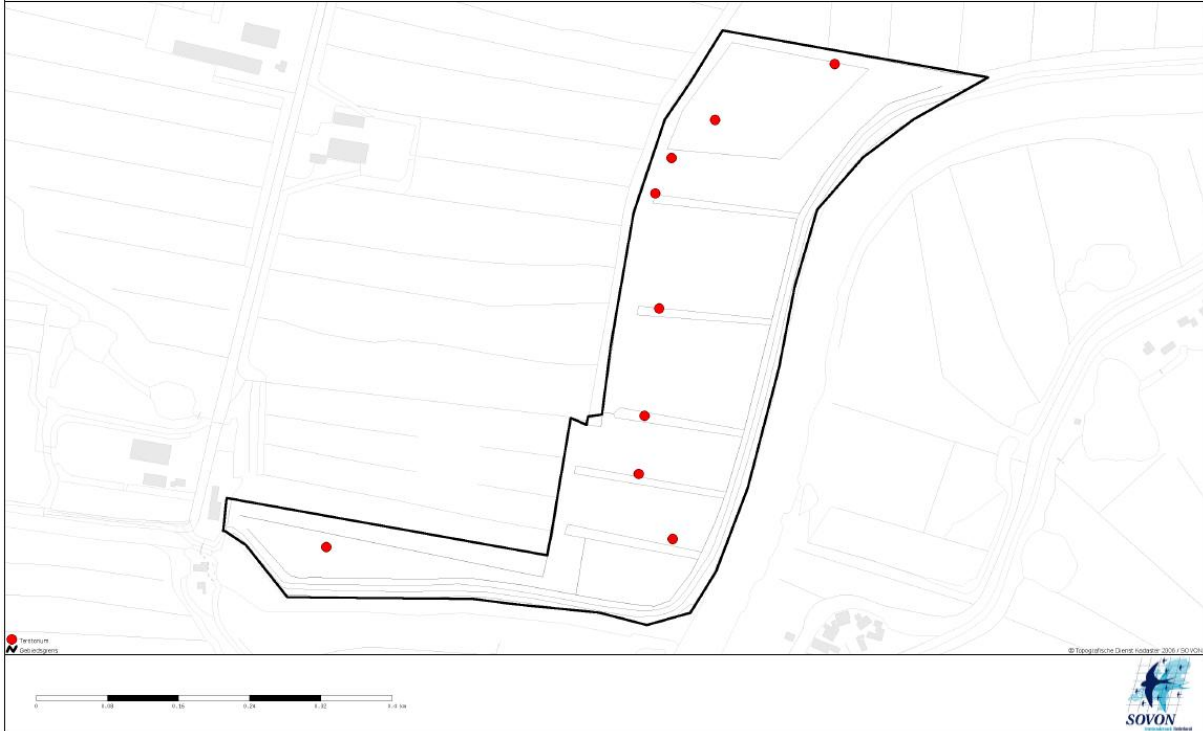 Territorium
Gebiedsgrens
© Topografische Dienst Kadaster 2006 / SOVON
0 0.08 0.16 0.24 0.32 0.4 km
SOVON